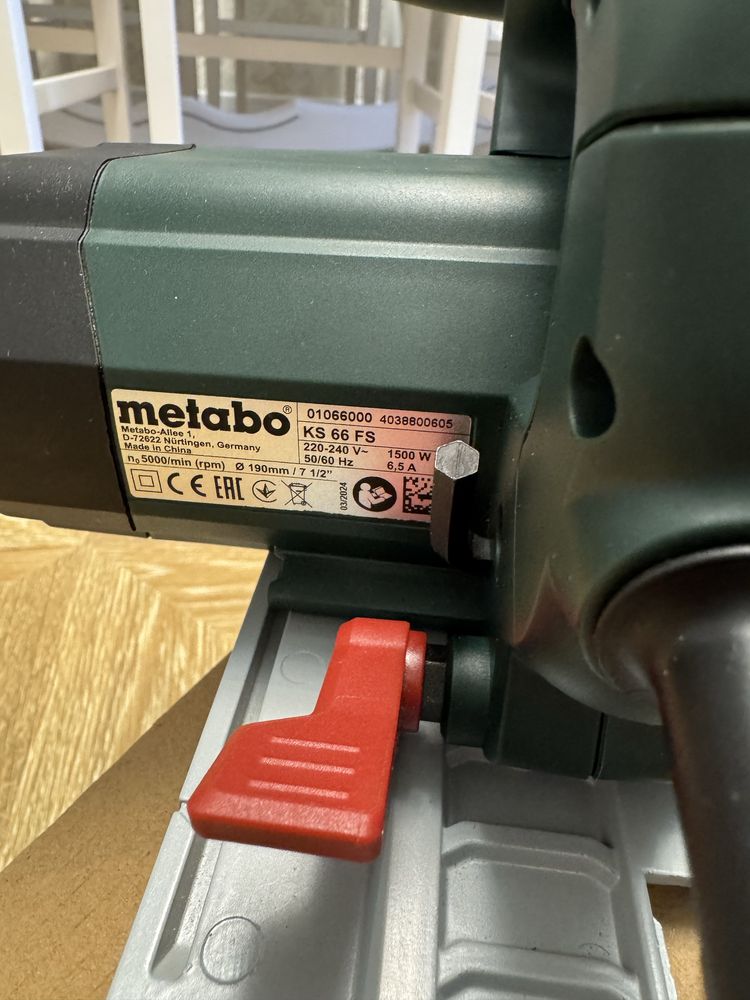 metabo®
Metabo-Allee 1,
D-72622 Nürtingen, Germany
Made in China
n₀ 5000/min (rpm) Ø 190mm / 7 1/2"
01066000 4038800605
KS 66 FS
220-240 V~
50/60 Hz
1500 W
6,5 A
CE EAC
03/2024